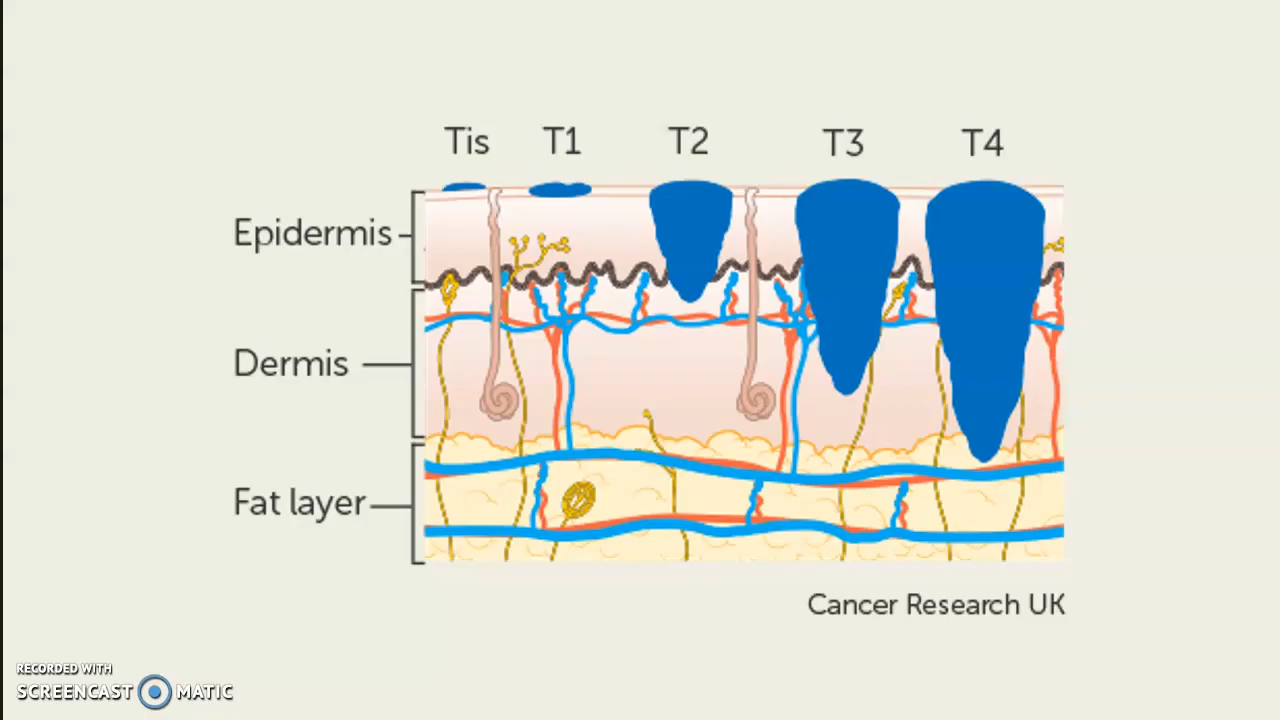 Tis T1 T2 T3 T4
Epidermis
Dermis
Fat layer
Cancer Research UK
RECORDED WITH
SCREENCAST MATIC